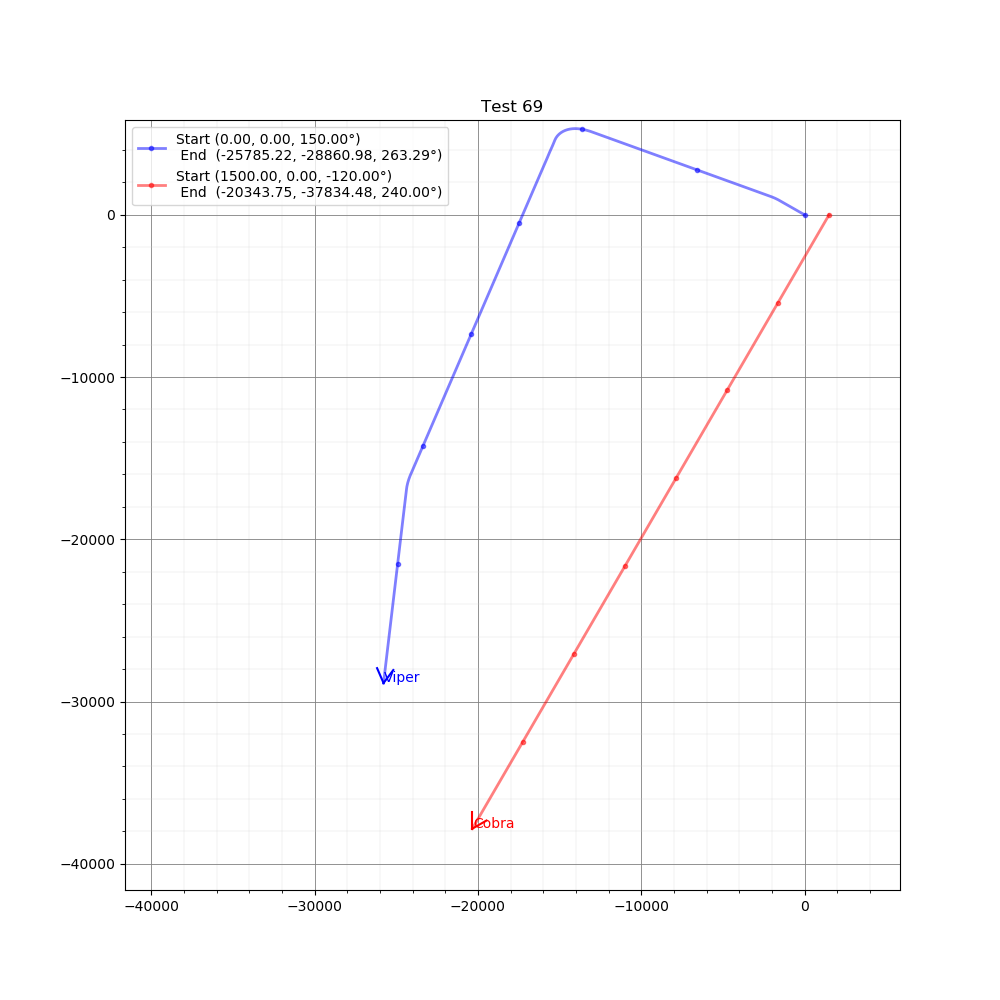 Test 69
Start (0.00, 0.00, 150.00°)
End (-25785.22, -28860.98, 263.29°)
Start (1500.00, 0.00, -120.00°)
End (-20343.75, -37834.48, 240.00°)
0
−10000
−20000
−30000
−40000
Viper
Cobra
−40000
−30000
−20000
−10000
0